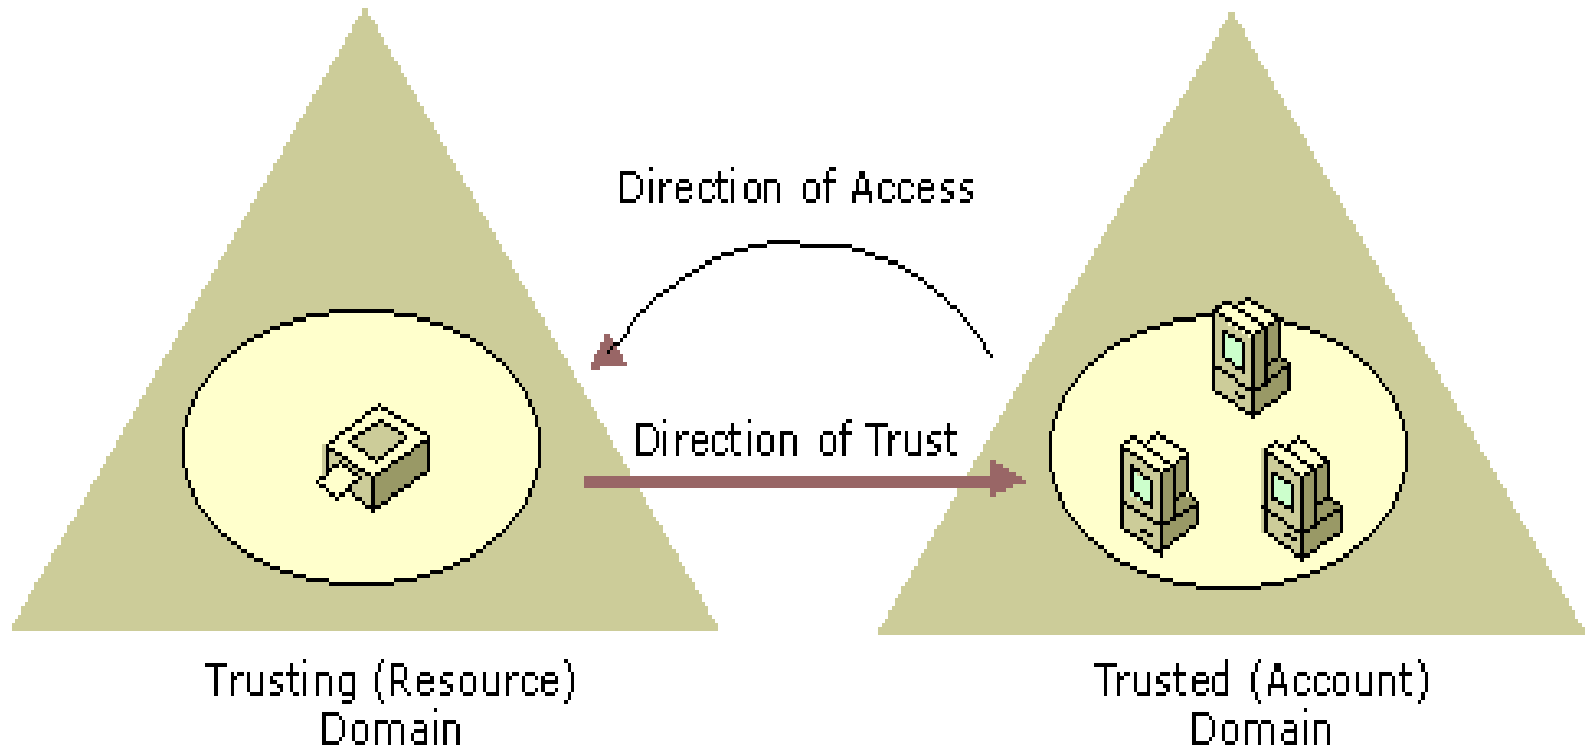 Direction of Access
Direction of Trust
Trusting (Resource)
Domain
Trusted (Account)
Domain